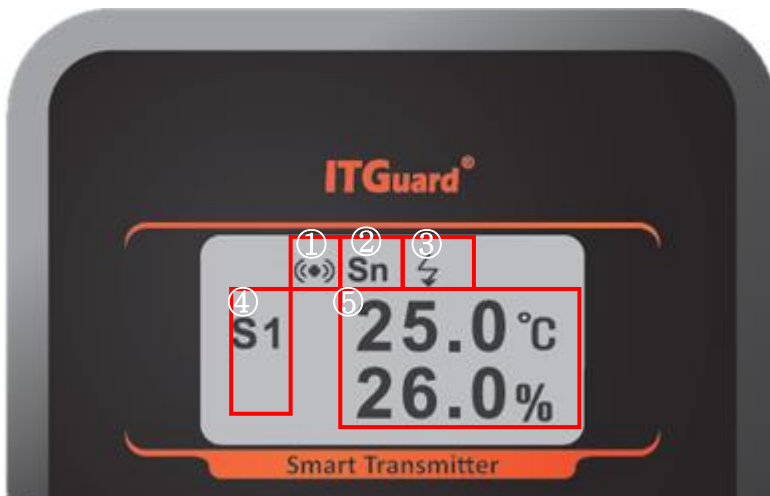 ITGuard®
① ② ③
Sn
④ ⑤
S1 25.0 °C
26.0 %
Smart Transmitter